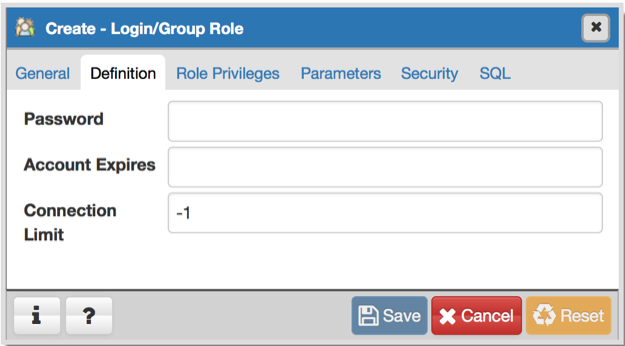 Create - Login/Group Role
General Definition Role Privileges Parameters Security SQL
Password
Account Expires
Connection
Limit
-1
i ? Save Cancel Reset